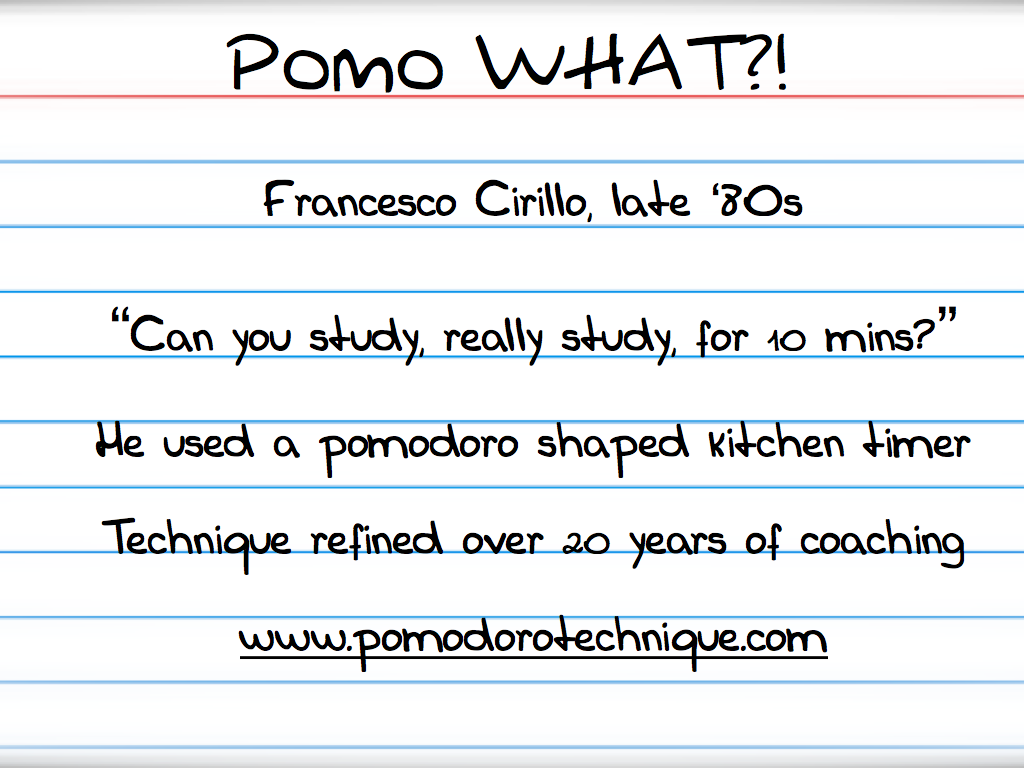 Pomo WHAT?!
Francesco Cirillo, late ‘80s
“Can you study, really study, for 10 mins?”
He used a pomodoro shaped kitchen timer
Technique refined over 20 years of coaching
www.pomodorotechnique.com